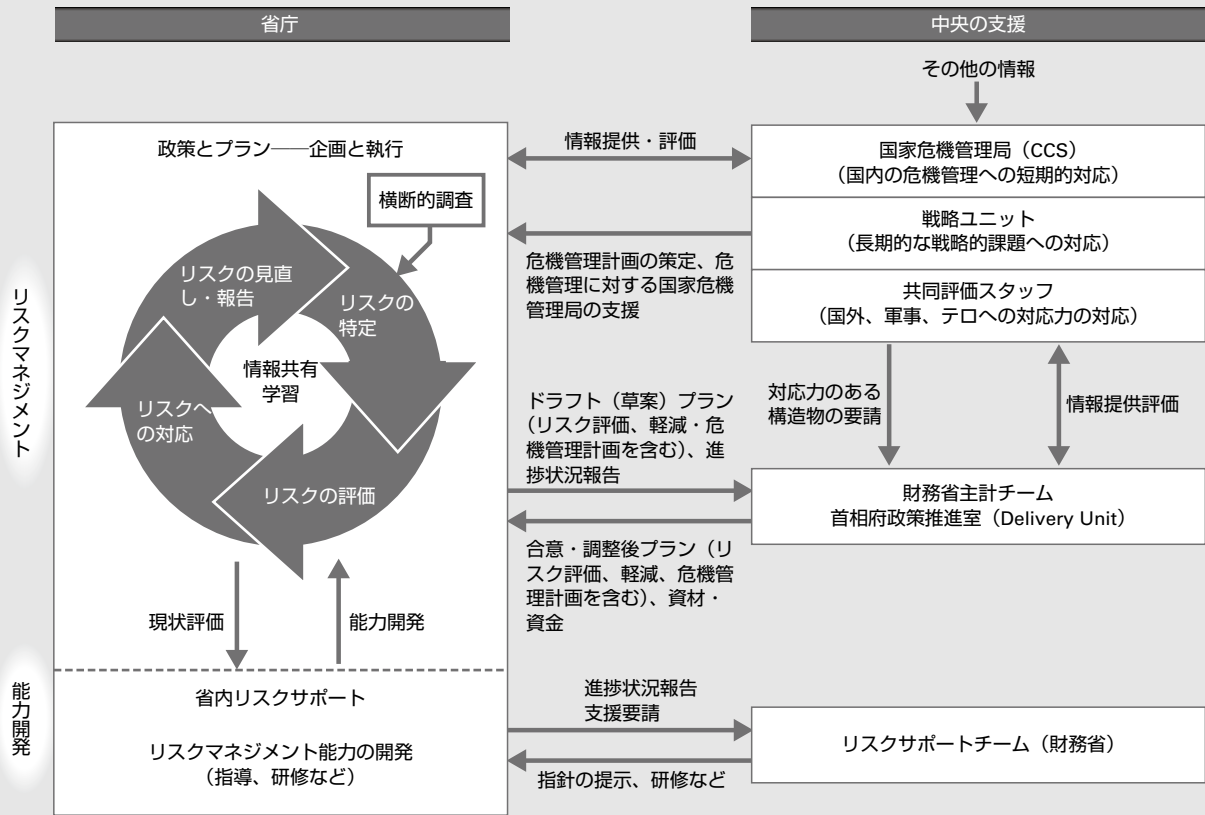 省庁
中央の支援
その他の情報
政策とプラン──企画と執行
横断的調査
リスクの見直
し・報告
リスクの
特定
情報共有
学習
リスクへ
の対応
リスクの評価
現状評価
能力開発
省内リスクサポート
リスクマネジメント能力の開発
（指導、研修など）
リスクマネジメント
能力開発
情報提供・評価
危機管理計画の策定、危
機管理に対する国家危機
管理局の支援
ドラフト（草案）プラン
（リスク評価、軽減・危
機管理計画を含む）、進
捗状況報告
合意・調整後プラン（リ
スク評価、軽減、危機管
理計画を含む）、資材・
資金
進捗状況報告
支援要請
指針の提示、研修など
国家危機管理局（CCS）
（国内の危機管理への短期的対応）
戦略ユニット
（長期的な戦略的課題への対応）
共同評価スタッフ
（国外、軍事、テロへの対応力の対応）
対応力のある
構造物の要請
情報提供評価
財務省主計チーム
首相府政策推進室（Delivery Unit）
リスクサポートチーム（財務省）